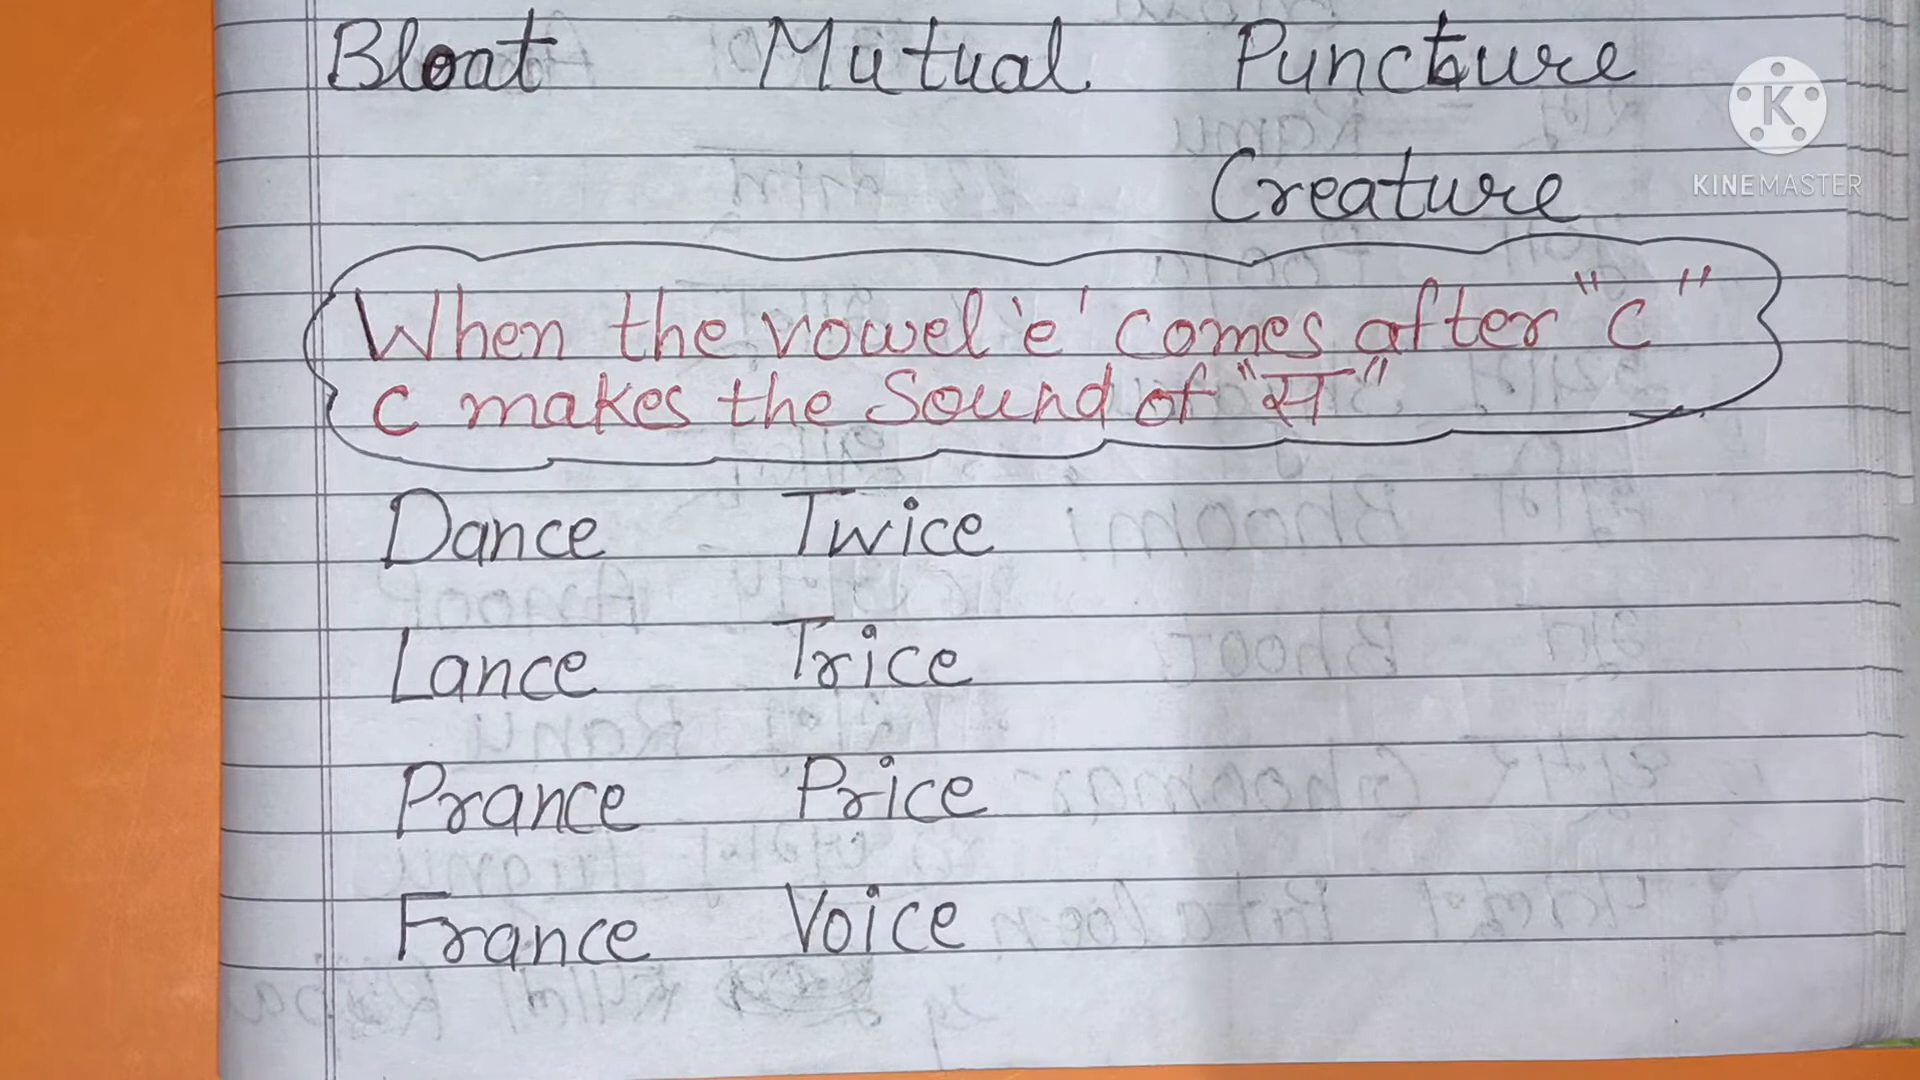 Bloat Mutual Puncture
Creature
When the vowel 'e' comes after "c"
c makes the Sound of "स"
Dance Twice
Lance Trice
Prance Price
France Voice
KINEMASTER